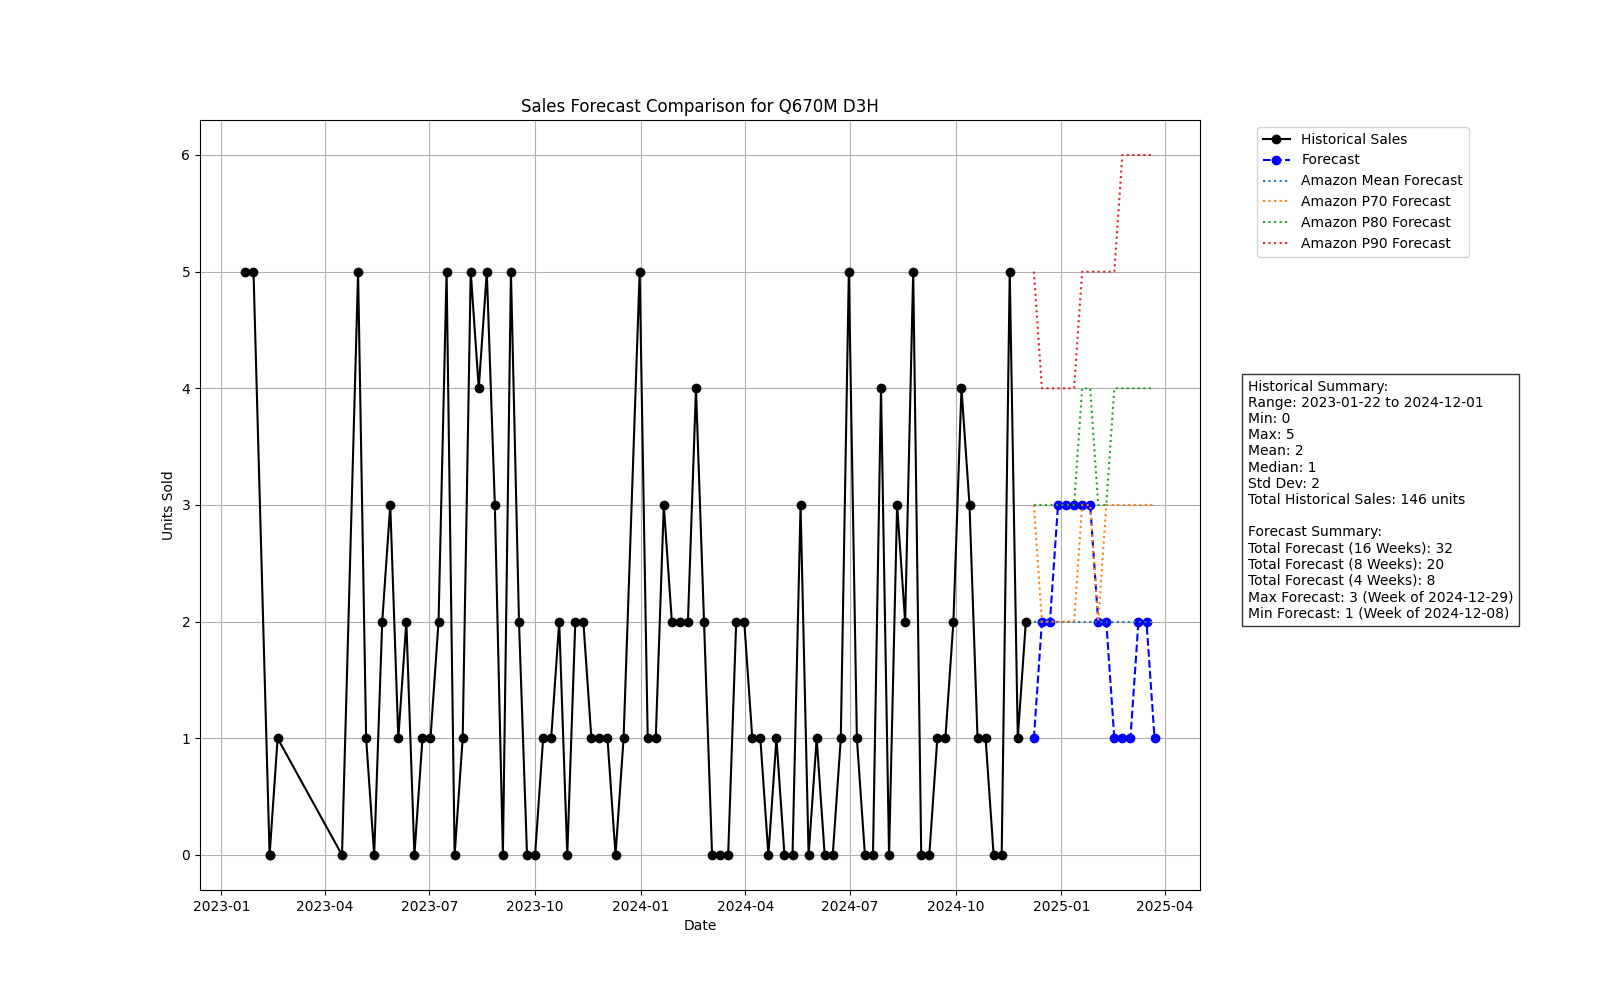 Sales Forecast Comparison for Q670M D3H
Units Sold
6
5
4
3
2
1
0
2023-01
2023-04
2023-07
2023-10
2024-01
2024-04
2024-07
2024-10
2025-01
2025-04
Date
Historical Sales
Forecast
Amazon Mean Forecast
Amazon P70 Forecast
Amazon P80 Forecast
Amazon P90 Forecast
Historical Summary:
Range: 2023-01-22 to 2024-12-01
Min: 0
Max: 5
Mean: 2
Median: 1
Std Dev: 2
Total Historical Sales: 146 units
Forecast Summary:
Total Forecast (16 Weeks): 32
Total Forecast (8 Weeks): 20
Total Forecast (4 Weeks): 8
Max Forecast: 3 (Week of 2024-12-29)
Min Forecast: 1 (Week of 2024-12-08)